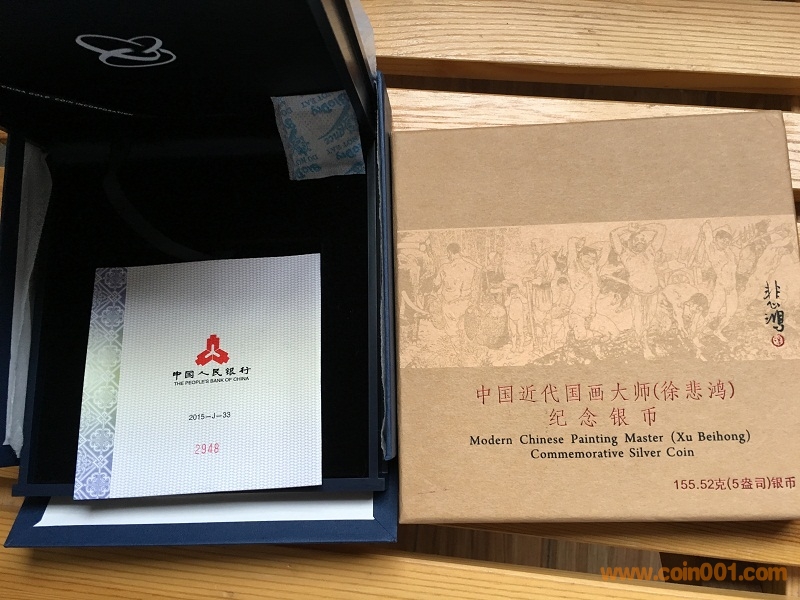 中国人民银行
THE PEOPLE'S BANK OF CHINA
2015—J—33
2948
悲鸿
中国近代国画大师(徐悲鸿)
纪念银币
Modern Chinese Painting Master (Xu Beihong)
Commemorative Silver Coin
155.52克(5盎司)银币
www.coin001.com